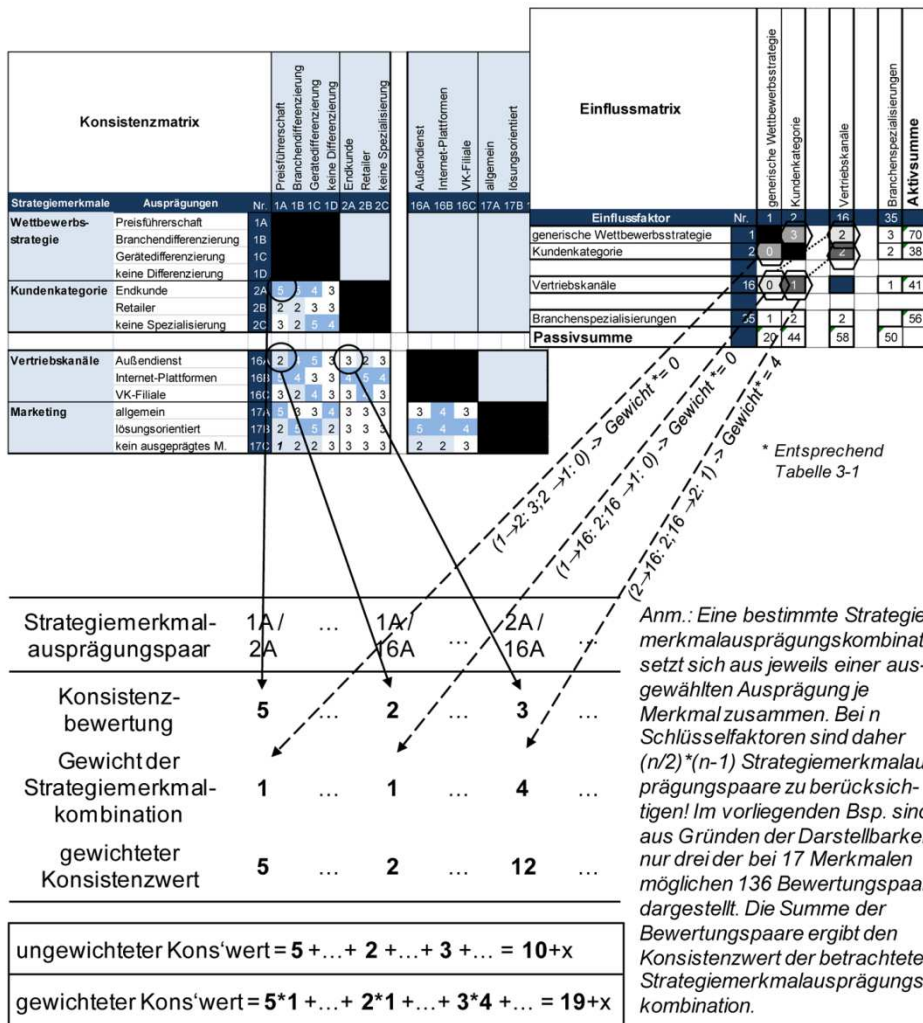 Konsistenzmatrix
Preisführerschaft
Branchendifferenzierung
Gerätedifferenzierung
keine Differenzierung
Endkunde
Retailer
keine Spezialisierung
Außendienst
Internet-Plattformen
VK-Filiale
allgemein
lösungsorientiert
Strategiemerkmale Ausprägungen Nr. 1A 1B 1C 1D 2A 2B 2C 16A 16B 16C 17A 17B
Wettbewerbs- Preisführerschaft 1A
strategie Branchendifferenzierung 1B
Gerätedifferenzierung 1C
keine Differenzierung 1D
Kundenkategorie Endkunde 2A 5 4 3
Retailer 2B 2 2 3 3
keine Spezialisierung 2C 3 2 5 4
Vertriebskanäle Außendienst 16A 2 5 3 3 2 3
Internet-Plattformen 16B 4 3 3 4 5 4
VK-Filiale 16C 3 2 4 3
Marketing allgemein 17A 5 3 3 4 3 3 3 3 4 3
lösungsorientiert 17B 2 5 5 2 3 3 3 5 4 4
kein ausgeprägtes M. 17C 1 2 2 3 3 3 3 2 2 3
Einflussmatrix
generische Wettbewerbsstrategie
Kundenkategorie
Vertriebskanäle
Branchenspezialisierungen
Aktivsumme
Einflussfaktor Nr. 1 2 16 35
generische Wettbewerbsstrategie 1 3 2 3 70
Kundenkategorie 2 0 2 2 38
Vertriebskanäle 16 0 1 1 41
Branchenspezialisierungen 1 2 2 56
Passivsumme 20 44 58 50
(1→2: 3;2 →1: 0) -> Gewicht *= 0
(1→16: 2;16 →1: 0) -> Gewicht *= 0
(2→16: 2;16 →2: 1) -> Gewicht *= 4
* Entsprechend
Tabelle 3-1
Strategiemerkmal- 1A / … 1A / … 2A / …
ausprägungspaar 2A 16A 16A
Konsistenz-
bewertung 5 … 2 … 3 …
Gewicht der
Strategiemerkmal- 1 … 1 … 4 …
kombination
gewichteter
Konsistenzwert 5 … 2 … 12 …
ungewichteter Kons‘wert = 5 +…+ 2 +…+ 3 +… = 10+x
gewichteter Kons‘wert = 5*1 +…+ 2*1 +…+ 3*4 +… = 19+x
Anm.: Eine bestimmte Strategie
merkmalausprägungskombinat
setzt sich aus jeweils einer aus-
gewählten Ausprägung je
Merkmal zusammen. Bei n
Schlüsselfaktoren sind daher
(n/2)*(n-1) Strategiemerkmalau
prägungspaare zu berücksich-
tigen! Im vorliegenden Bsp. sind
aus Gründen der Darstellbarke
nur drei der bei 17 Merkmalen
möglichen 136 Bewertungspaa
dargestellt. Die Summe der
Bewertungspaare ergibt den
Konsistenzwert der betrachtete
Strategiemerkmalausprägungs
kombination.